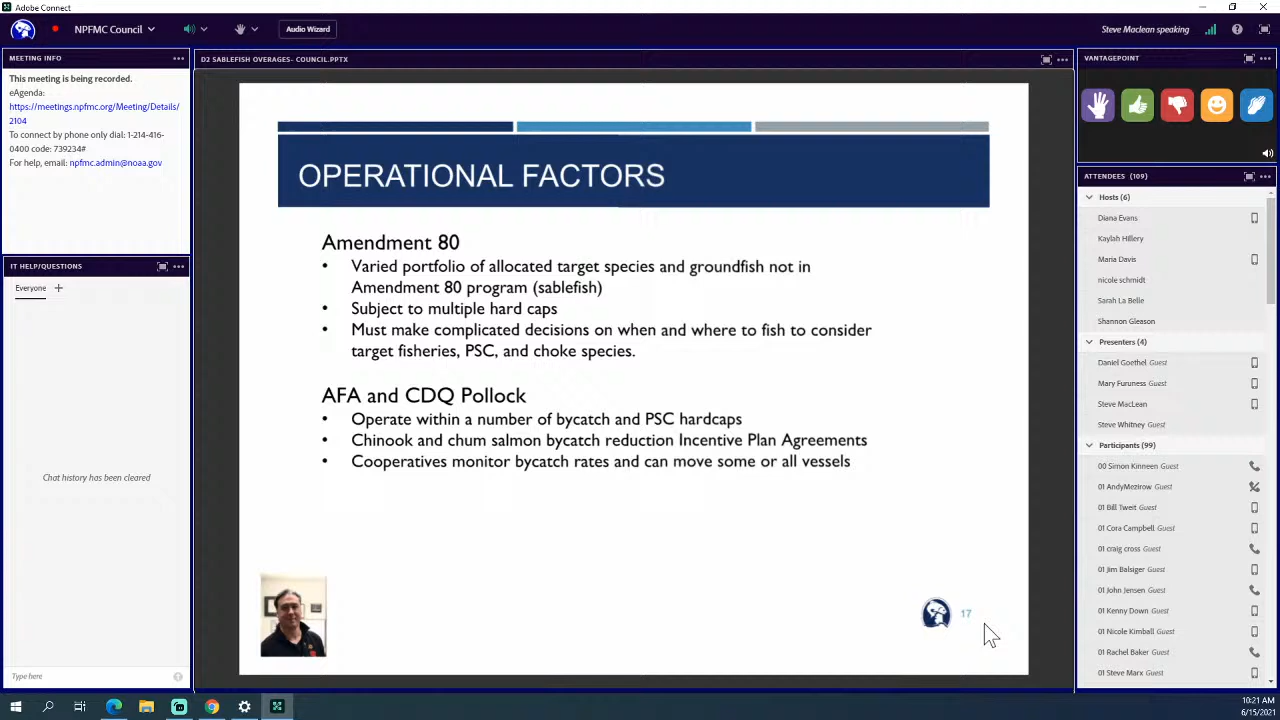 Adobe Connect
NPFMC Council
Audio Wizard
Steve Maclean speaking
MEETING INFO
This meeting is being recorded.
eAgenda:
https://meetings.npfmc.org/Meeting/Details/
2104
To connect by phone only dial: 1-214-416-
0400 code: 739234#
For help, email: npfmc.admin@noaa.gov
IT HELP/QUESTIONS
Everyone
Chat history has been cleared
Type here
D2 SABLEFISH OVERAGES- COUNCIL.PPTX
OPERATIONAL FACTORS
Amendment 80
• Varied portfolio of allocated target species and groundfish not in
Amendment 80 program (sablefish)
• Subject to multiple hard caps
• Must make complicated decisions on when and where to fish to consider
target fisheries, PSC, and choke species.
AFA and CDQ Pollock
• Operate within a number of bycatch and PSC hardcaps
• Chinook and chum salmon bycatch reduction Incentive Plan Agreements
• Cooperatives monitor bycatch rates and can move some or all vessels
17
VANTAGEPOINT
ATTENDEES (109)
Hosts (6)
Diana Evans
Kaylah Hillery
Maria Davis
nicole schmidt
Sarah La Belle
Shannon Gleason
Presenters (4)
Daniel Goethel Guest
Mary Furuness Guest
Steve MacLean
Steve Whitney Guest
Participants (99)
00 Simon Kinneen Guest
01 AndyMezirow Guest
01 Bill Tweit Guest
01 Cora Campbell Guest
01 craig cross Guest
01 Jim Balsiger Guest
01 John Jensen Guest
01 Kenny Down Guest
01 Nicole Kimball Guest
01 Rachel Baker Guest
01 Steve Marx Guest
10:21 AM
6/15/2021